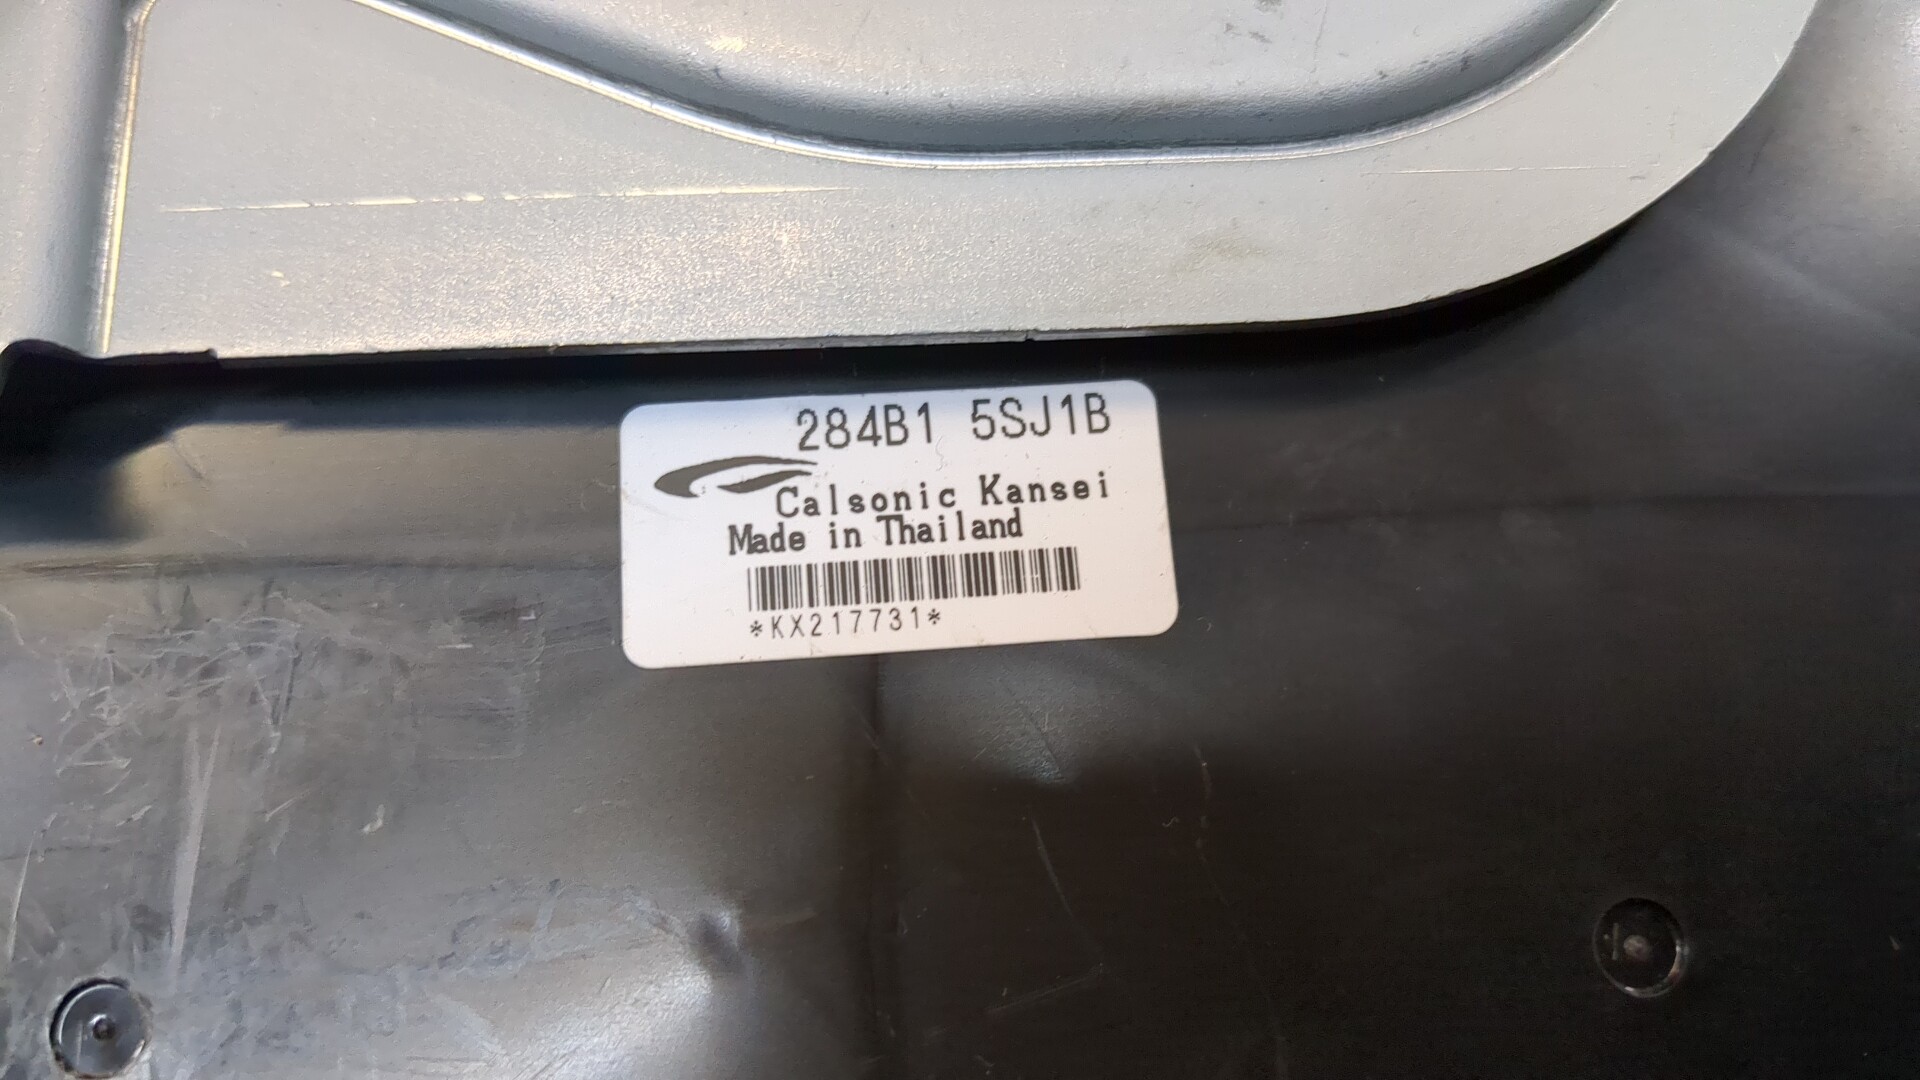 284B1 5SJ1B
Calsonic Kansei
Made in Thailand
*KX217731*